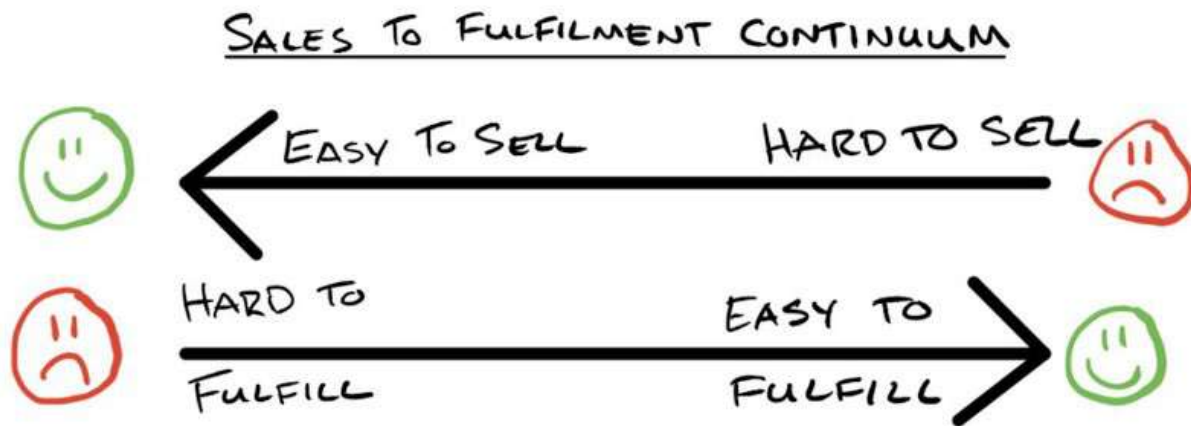 SALES TO FULFILMENT CONTINUUM
EASY TO SELL
HARD TO SELL
HARD TO
FULFILL
EASY TO
FULFILL